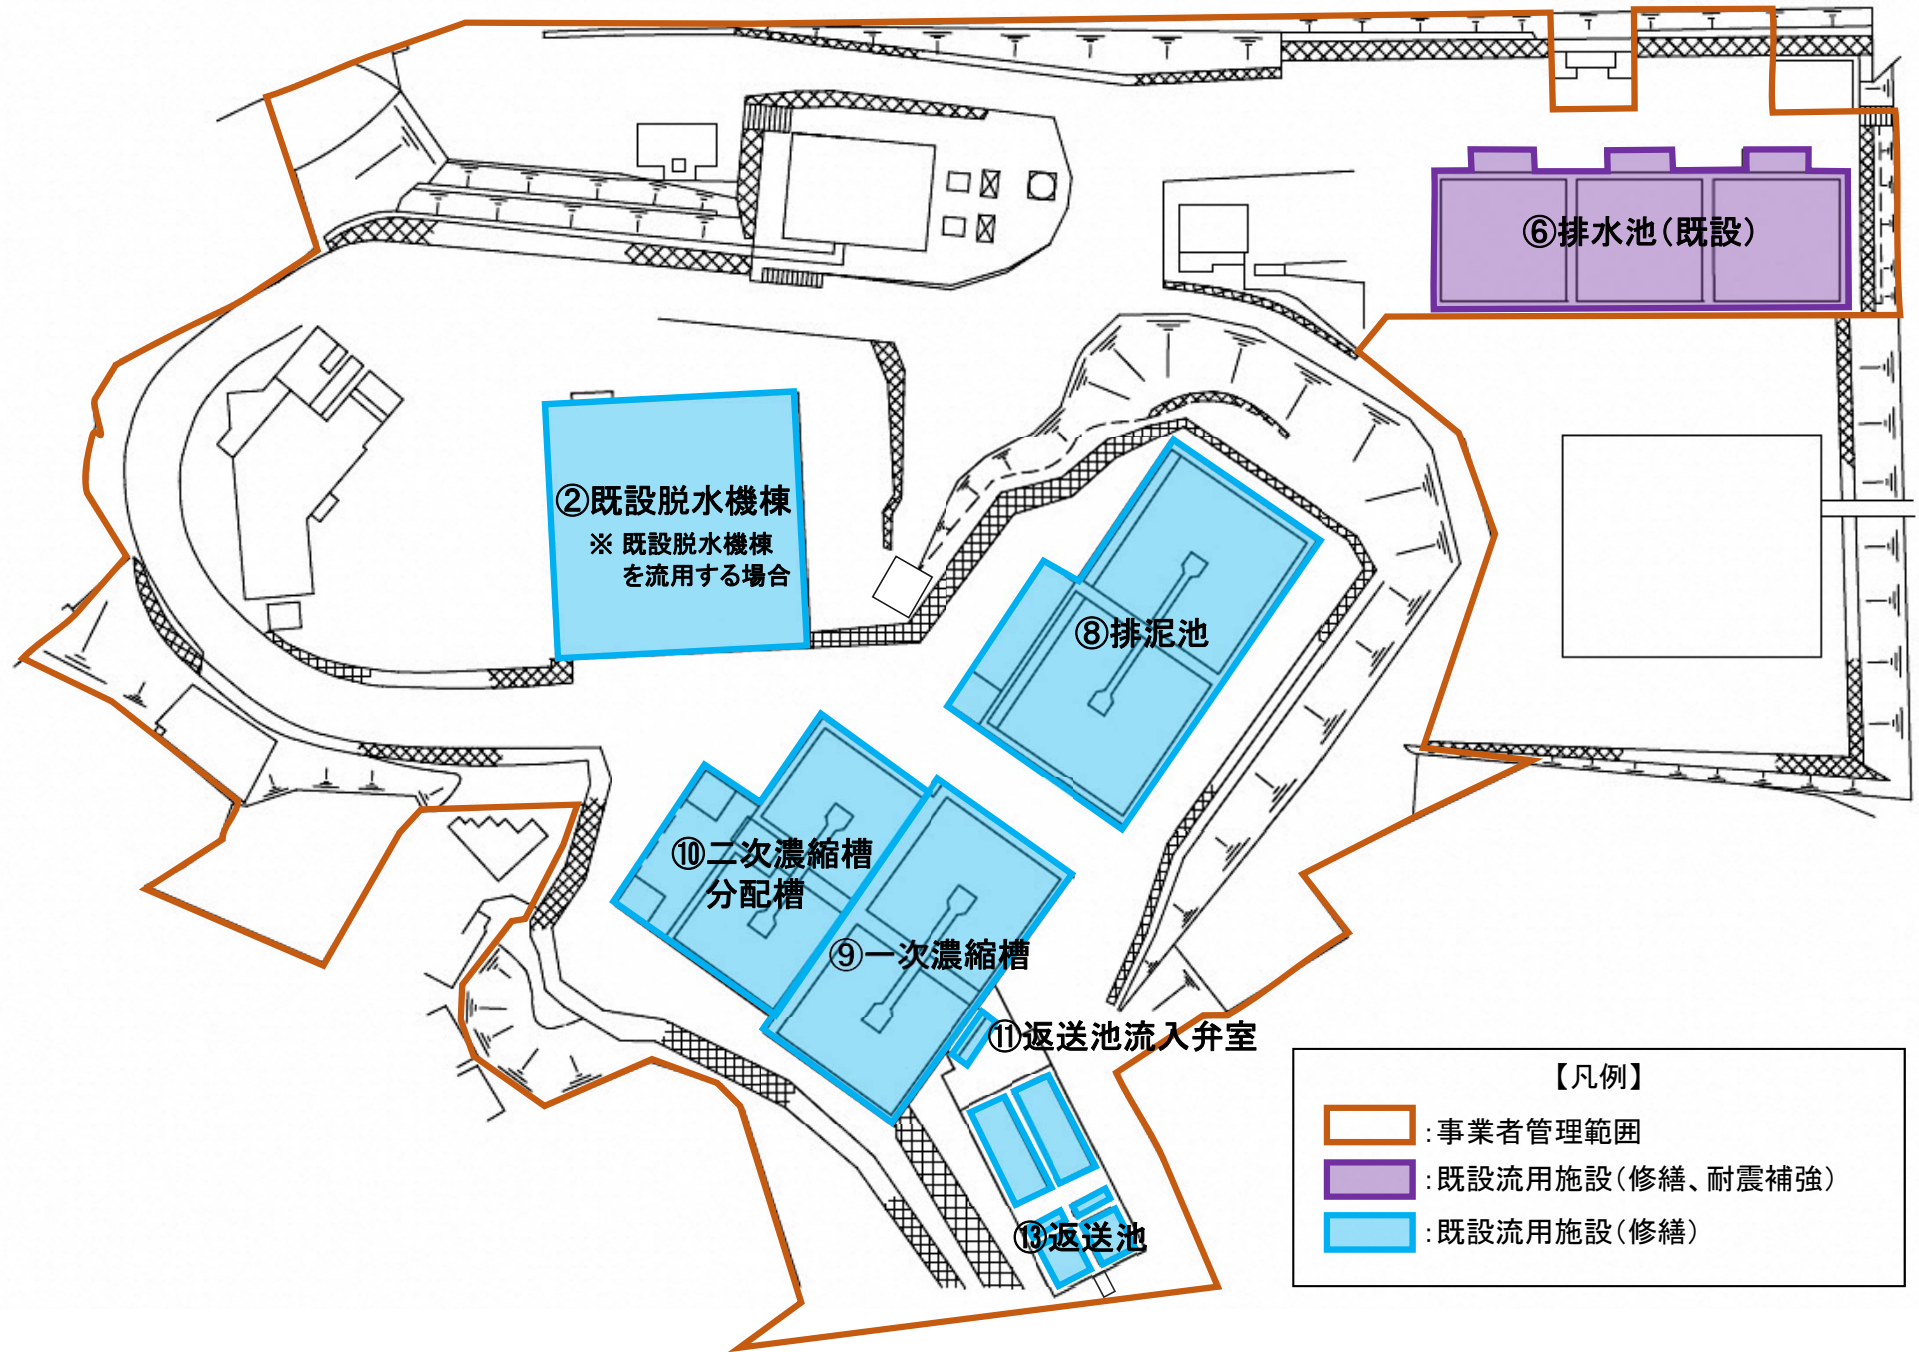 ⑥排水池（既設）
②既設脱水機棟
※ 既設脱水機棟
を流用する場合
⑧排泥池
⑩二次濃縮槽
分配槽
⑨一次濃縮槽
⑪返送池流入弁室
⑬返送池
【凡例】
：事業者管理範囲
：既設流用施設（修繕、耐震補強）
：既設流用施設（修繕）